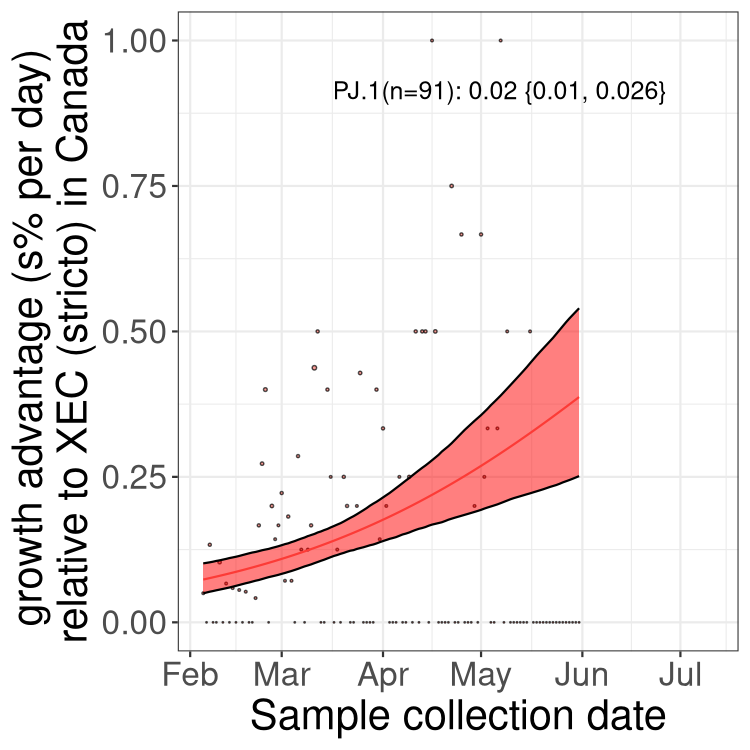 growth advantage (s% per day)
relative to XEC (stricto) in Canada
1.00
0.75
0.50
0.25
0.00
PJ.1(n=91): 0.02 {0.01, 0.026}
Feb Mar Apr May Jun Jul
Sample collection date